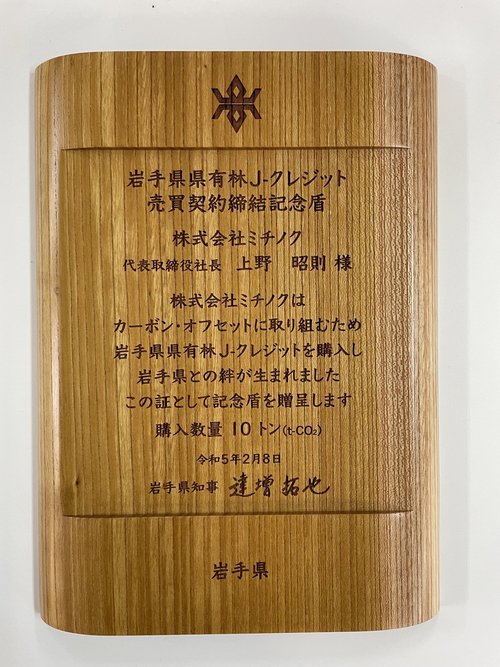 岩手県県有林J-クレジット
売買契約締結記念盾
株式会社ミチノク
代表取締役社長 上野 昭則 様
株式会社ミチノクは
カーボン・オフセットに取り組むため
岩手県県有林J-クレジットを購入し
岩手県との絆が生まれました
この証として記念盾を贈呈します
購入数量 10 トン(t-CO₂)
令和5年2月8日
岩手県知事 達増拓也
岩手県